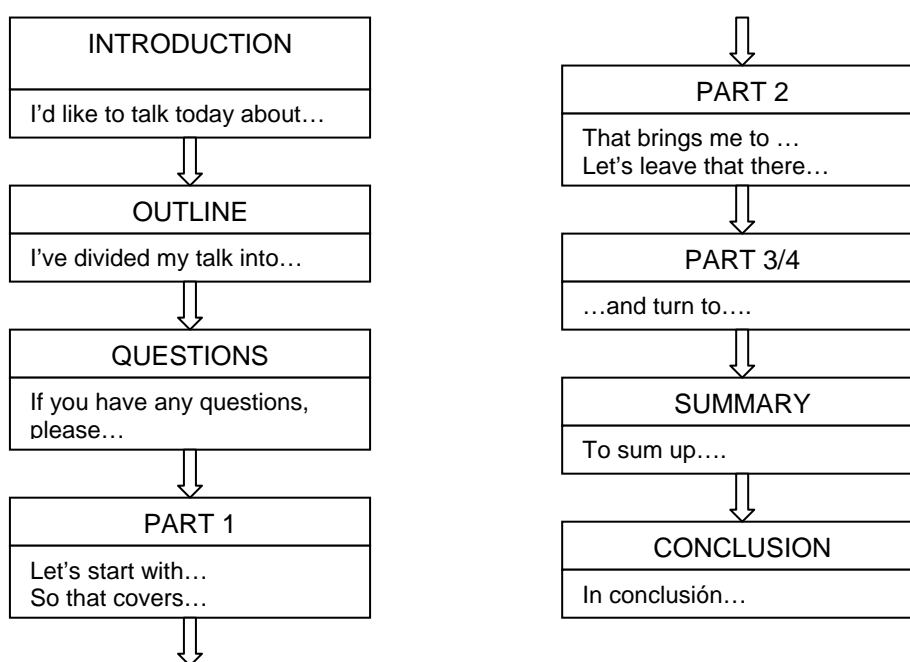 INTRODUCTION
I’d like to talk today about…
OUTLINE
I’ve divided my talk into…
QUESTIONS
If you have any questions,
please…
PART 1
Let’s start with…
So that covers…
PART 2
That brings me to …
Let’s leave that there…
PART 3/4
…and turn to….
SUMMARY
To sum up….
CONCLUSION
In conclusión…